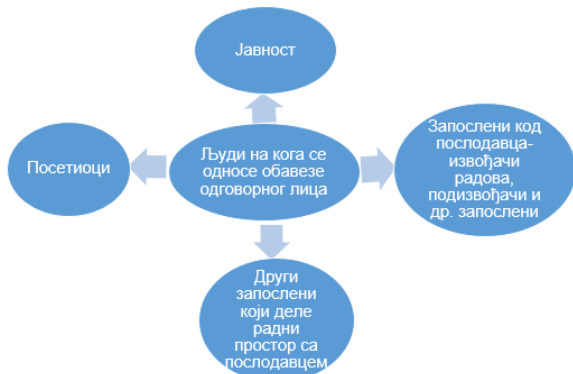 Јавност
Посетиоци
Људи на кога се
односе обавезе
одговорног лица
Запослени код
послодавца-
извођачи
радова,
подизвођачи и
др. запослени
Други
запослени
који деле
радни
простор са
послодавцем